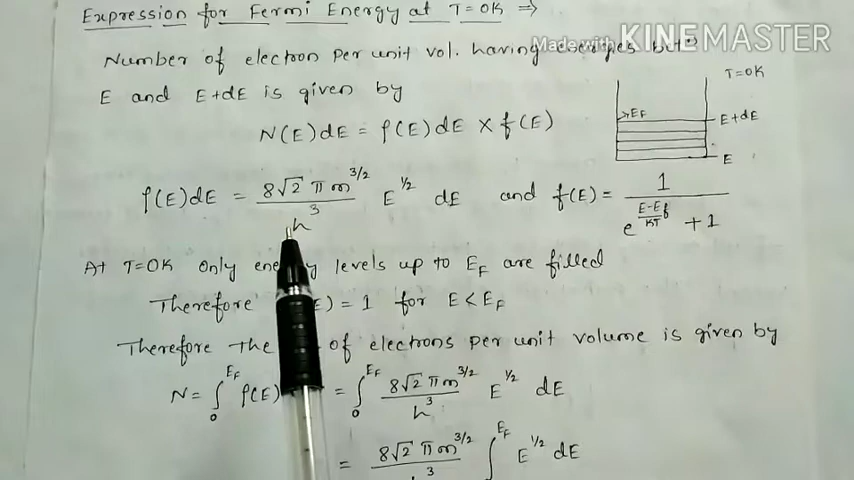 Expression for Fermi Energy at T=0K ⇒
Made with KINEMASTER
Number of electron per unit vol. having energies betn
E and E+dE is given by
N(E)dE = ρ(E)dE × f(E)
T=0K
EF
E+dE
E
ρ(E)dE = 8√2 πm^3/2 / h^3 E^1/2 dE and f(E) = 1 / e^(E-Ef/KT) + 1
At T=0K Only energy levels up to EF are filled
Therefore (E) = 1 for E<EF
Therefore the of electrons per unit volume is given by
N = ∫0^EF ρ(E) = ∫0^EF 8√2 πm^3/2 / h^3 E^1/2 dE
= 8√2 πm^3/2 / h^3 ∫^EF E^1/2 dE